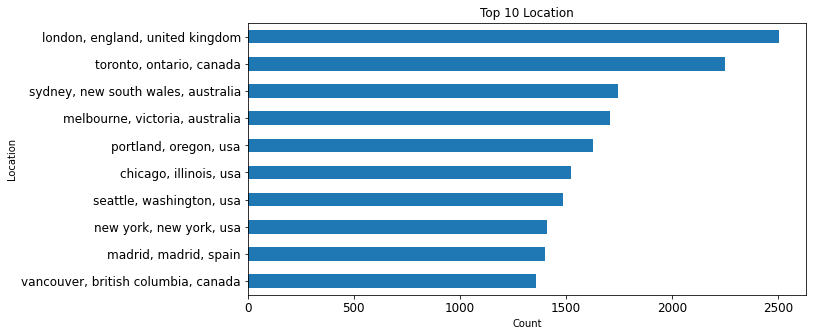 Top 10 Location
london, england, united kingdom
toronto, ontario, canada
sydney, new south wales, australia
melbourne, victoria, australia
portland, oregon, usa
chicago, illinois, usa
seattle, washington, usa
new york, new york, usa
madrid, madrid, spain
vancouver, british columbia, canada
Location
0 500 1000 1500 2000 2500
Count